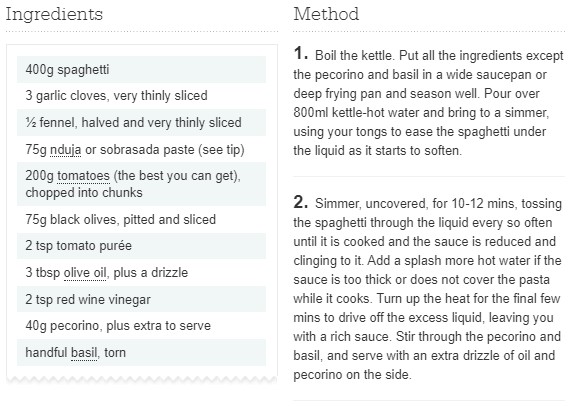 Ingredients
400g spaghetti
3 garlic cloves, very thinly sliced
½ fennel, halved and very thinly sliced
75g nduja or sobrasada paste (see tip)
200g tomatoes (the best you can get),
chopped into chunks
75g black olives, pitted and sliced
2 tsp tomato purée
3 tbsp olive oil, plus a drizzle
2 tsp red wine vinegar
40g pecorino, plus extra to serve
handful basil, torn
Method
1. Boil the kettle. Put all the ingredients except
the pecorino and basil in a wide saucepan or
deep frying pan and season well. Pour over
800ml kettle-hot water and bring to a simmer,
using your tongs to ease the spaghetti under
the liquid as it starts to soften.
2. Simmer, uncovered, for 10-12 mins, tossing
the spaghetti through the liquid every so often
until it is cooked and the sauce is reduced and
clinging to it. Add a splash more hot water if the
sauce is too thick or does not cover the pasta
while it cooks. Turn up the heat for the final few
mins to drive off the excess liquid, leaving you
with a rich sauce. Stir through the pecorino and
basil, and serve with an extra drizzle of oil and
pecorino on the side.